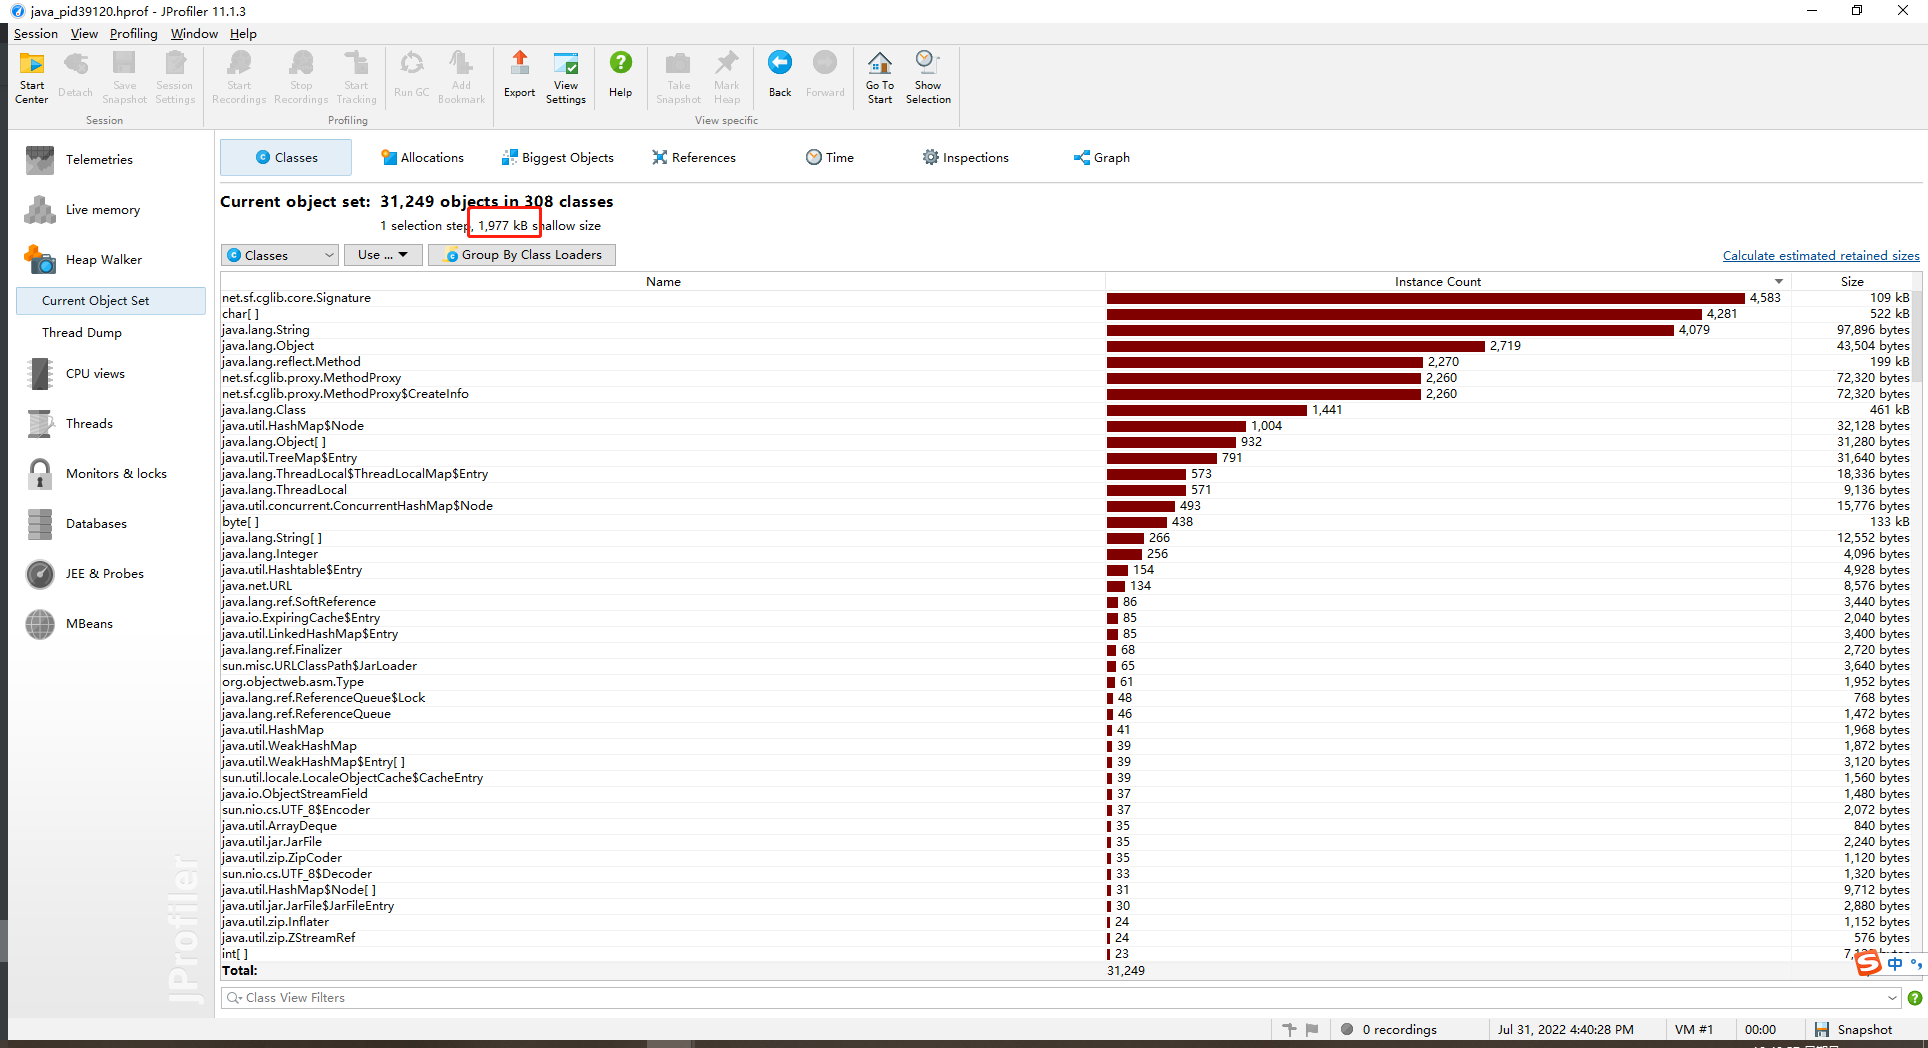 java_pid39120.hprof - JProfiler 11.1.3
Session View Profiling Window Help
Start Center Detach Save Snapshot Session Settings Start Recordings Stop Recordings Start Tracking Run GC Add Bookmark Export View Settings Help Take Snapshot Mark Heap Back Forward Go To Start Show Selection
Session Profiling View specific
Telemetries
Live memory
Heap Walker
Current Object Set
Thread Dump
CPU views
Threads
Monitors & locks
Databases
JEE & Probes
MBeans
JProfiler
Classes Allocations Biggest Objects References Time Inspections Graph
Current object set: 31,249 objects in 308 classes
1 selection step, 1,977 kB shallow size
Classes Use ... Group By Class Loaders Calculate estimated retained sizes
Name Instance Count Size
net.sf.cglib.core.Signature 4,583 109 kB
char[ ] 4,281 522 kB
java.lang.String 4,079 97,896 bytes
java.lang.Object 2,719 43,504 bytes
java.lang.reflect.Method 2,270 199 kB
net.sf.cglib.proxy.MethodProxy 2,260 72,320 bytes
net.sf.cglib.proxy.MethodProxy$CreateInfo 2,260 72,320 bytes
java.lang.Class 1,441 461 kB
java.util.HashMap$Node 1,004 32,128 bytes
java.lang.Object[ ] 932 31,280 bytes
java.util.TreeMap$Entry 791 31,640 bytes
java.lang.ThreadLocal$ThreadLocalMap$Entry 573 18,336 bytes
java.lang.ThreadLocal 571 9,136 bytes
java.util.concurrent.ConcurrentHashMap$Node 493 15,776 bytes
byte[ ] 438 133 kB
java.lang.String[ ] 266 12,552 bytes
java.lang.Integer 256 4,096 bytes
java.util.Hashtable$Entry 154 4,928 bytes
java.net.URL 134 8,576 bytes
java.lang.ref.SoftReference 86 3,440 bytes
java.io.ExpiringCache$Entry 85 2,040 bytes
java.util.LinkedHashMap$Entry 85 3,400 bytes
java.lang.ref.Finalizer 68 2,720 bytes
sun.misc.URLClassPath$JarLoader 65 3,640 bytes
org.objectweb.asm.Type 61 1,952 bytes
java.lang.ref.ReferenceQueue$Lock 48 768 bytes
java.lang.ref.ReferenceQueue 46 1,472 bytes
java.util.HashMap 41 1,968 bytes
java.util.WeakHashMap 39 1,872 bytes
java.util.WeakHashMap$Entry[ ] 39 3,120 bytes
sun.util.locale.LocaleObjectCache$CacheEntry 39 1,560 bytes
java.io.ObjectStreamField 37 1,480 bytes
sun.nio.cs.UTF_8$Encoder 37 2,072 bytes
java.util.ArrayDeque 35 840 bytes
java.util.jar.JarFile 35 2,240 bytes
java.util.zip.ZipCoder 35 1,120 bytes
sun.nio.cs.UTF_8$Decoder 33 1,320 bytes
java.util.HashMap$Node[ ] 31 9,712 bytes
java.util.jar.JarFile$JarFileEntry 30 2,880 bytes
java.util.zip.Inflater 24 1,152 bytes
java.util.zip.ZStreamRef 24 576 bytes
int[ ] 23
Total: 31,249
中
Class View Filters
0 recordings Jul 31, 2022 4:40:28 PM VM #1 00:00 Snapshot